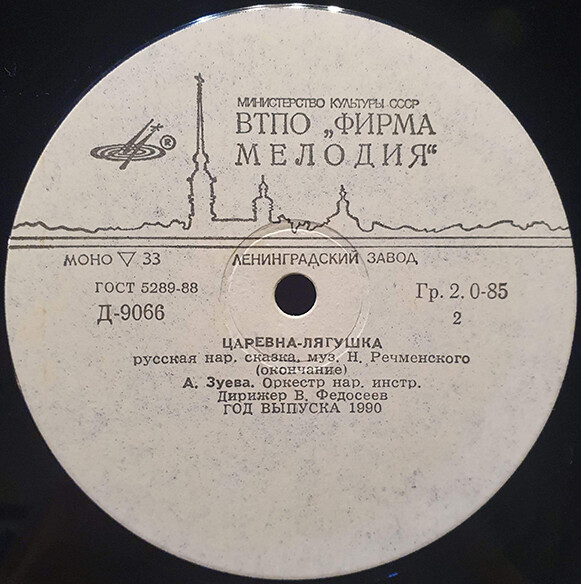 МИНИСТЕРСТВО КУЛЬТУРЫ СССР
ВТПО „ФИРМА
МЕЛОДИЯ“
®
МОНО ▽ 33 ЛЕНИНГРАДСКИЙ ЗАВОД
ГОСТ 5289-88 Гр. 2. 0-85
Д-9066 2
ЦАРЕВНА-ЛЯГУШКА
русская нар. сказка, муз. Н. Речменского
(окончание)
А. Зуева. Оркестр нар. инстр.
Дирижер В. Федосеев
ГОД ВЫПУСКА 1990